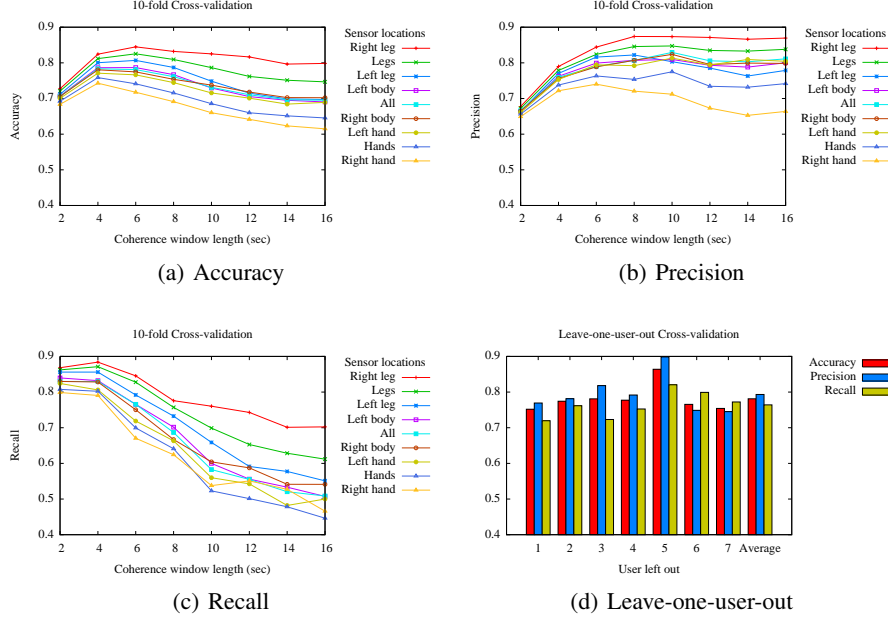 10-fold Cross-validation
Accuracy
0.9
0.8
0.7
0.6
0.5
0.4
2 4 6 8 10 12 14 16
Coherence window length (sec)
Sensor locations
Right leg
Legs
Left leg
Left body
All
Right body
Left hand
Hands
Right hand
(a) Accuracy
10-fold Cross-validation
Precision
0.9
0.8
0.7
0.6
0.5
0.4
2 4 6 8 10 12 14 16
Coherence window length (sec)
Sensor locations
Right leg
Legs
Left leg
Left body
All
Right body
Left hand
Hands
Right hand
(b) Precision
10-fold Cross-validation
Recall
0.9
0.8
0.7
0.6
0.5
0.4
2 4 6 8 10 12 14 16
Coherence window length (sec)
Sensor locations
Right leg
Legs
Left leg
Left body
All
Right body
Left hand
Hands
Right hand
(c) Recall
Leave-one-user-out Cross-validation
0.9
0.8
0.7
0.6
0.5
0.4
1 2 3 4 5 6 7 Average
User left out
Accuracy
Precision
Recall
(d) Leave-one-user-out